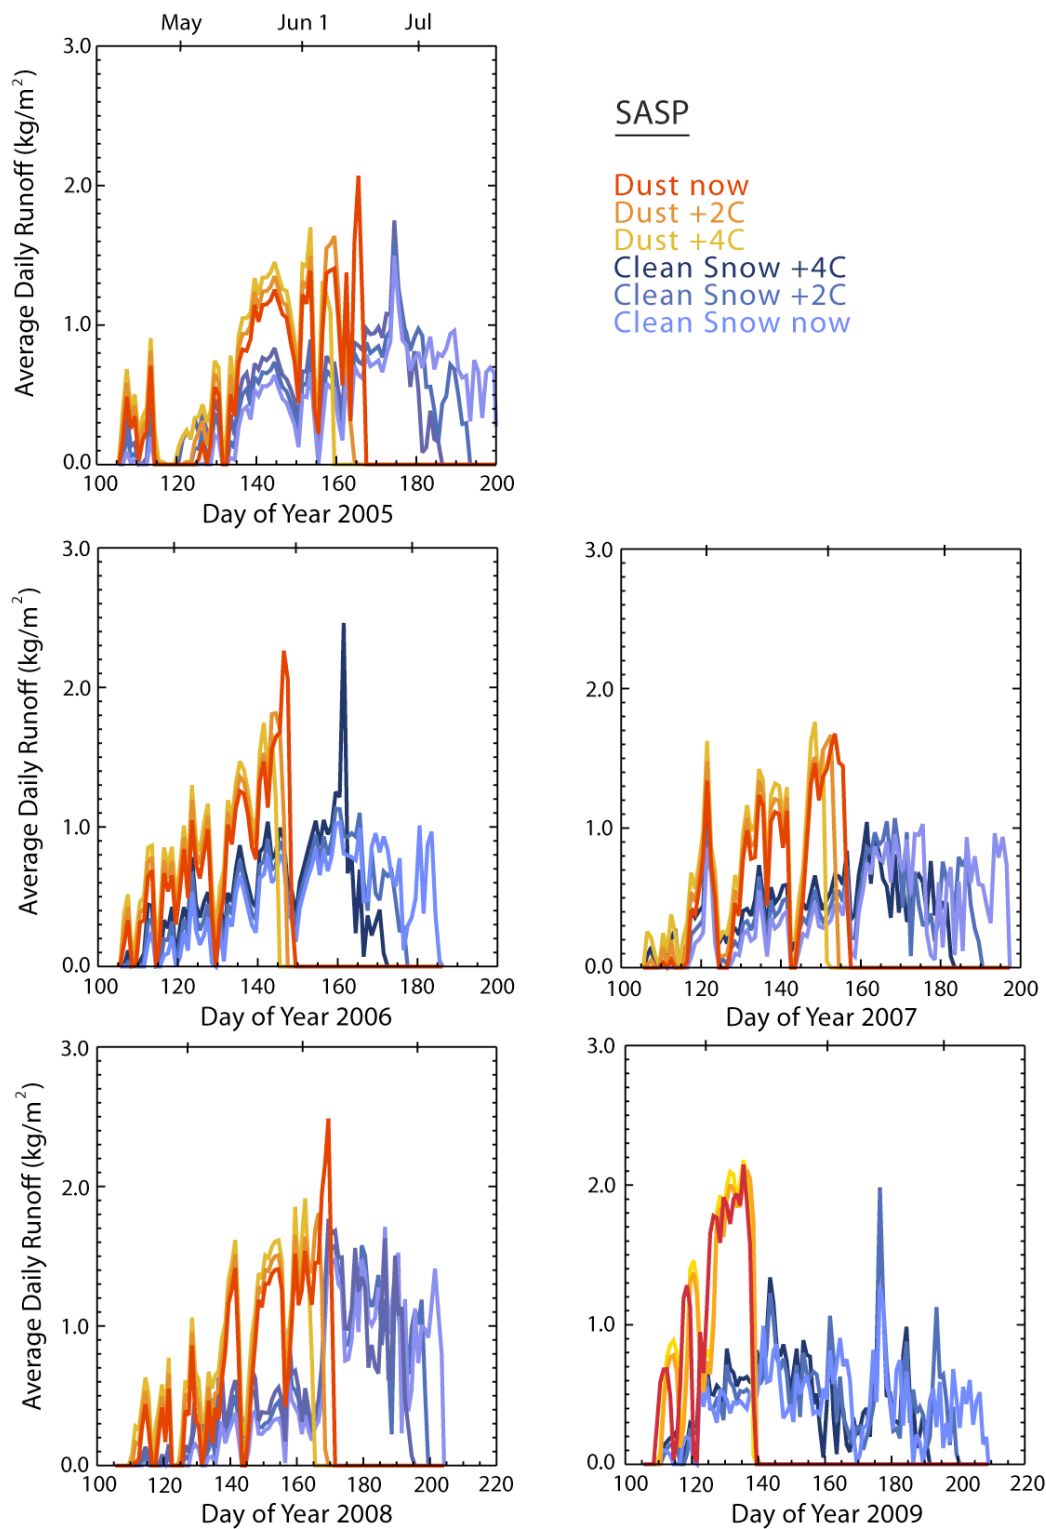 May Jun 1 Jul
3.0
2.0
1.0
0.0
Average Daily Runoff (kg/m²)
100 120 140 160 180 200
Day of Year 2005
SASP
Dust now
Dust +2C
Dust +4C
Clean Snow +4C
Clean Snow +2C
Clean Snow now
3.0
2.0
1.0
0.0
Average Daily Runoff (kg/m²)
100 120 140 160 180 200
Day of Year 2006
3.0
2.0
1.0
0.0
100 120 140 160 180 200
Day of Year 2007
3.0
2.0
1.0
0.0
Average Daily Runoff (kg/m²)
100 120 140 160 180 200 220
Day of Year 2008
3.0
2.0
1.0
0.0
100 120 140 160 180 200 220
Day of Year 2009